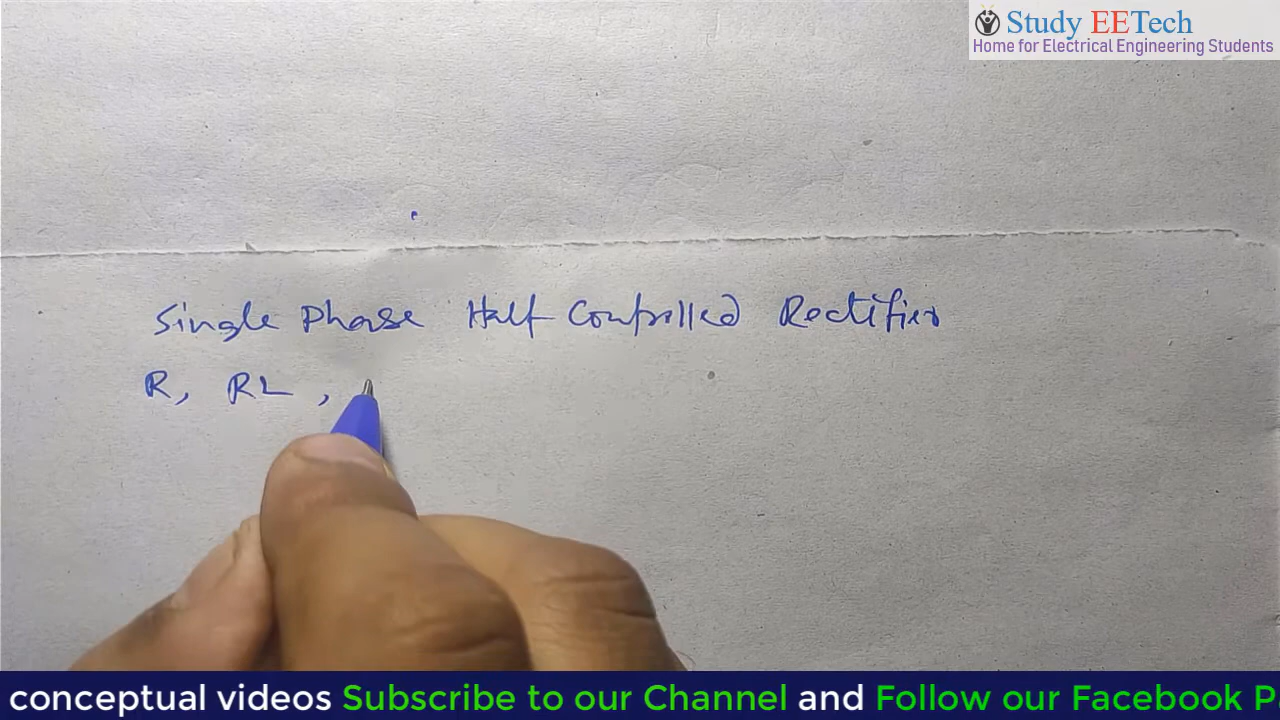 Study EETech
Home for Electrical Engineering Students
Single Phase Half Controlled Rectifier
R, RL,
conceptual videos Subscribe to our Channel and Follow our Facebook P